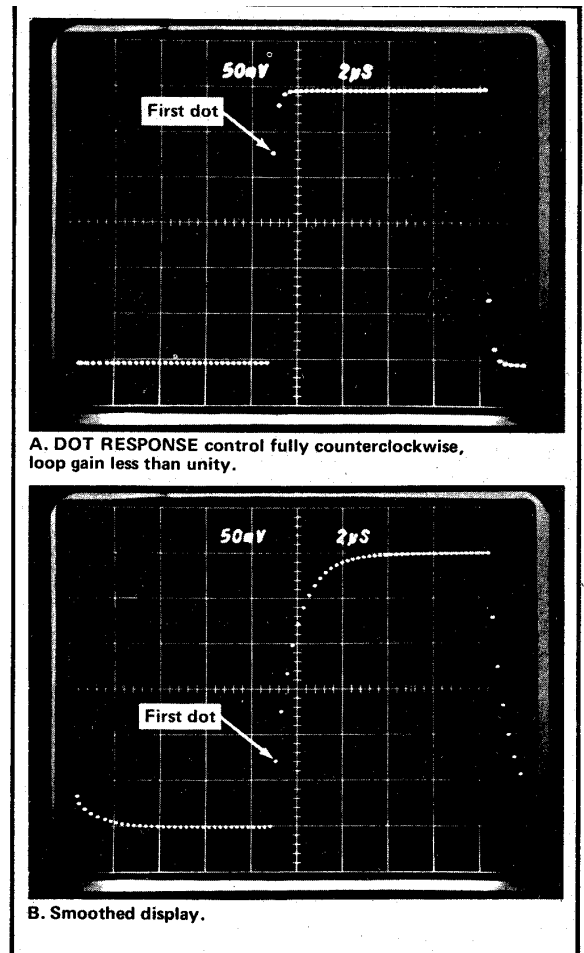 50mV 2µS
First dot
A. DOT RESPONSE control fully counterclockwise,
loop gain less than unity.
50mV 2µS
First dot
B. Smoothed display.